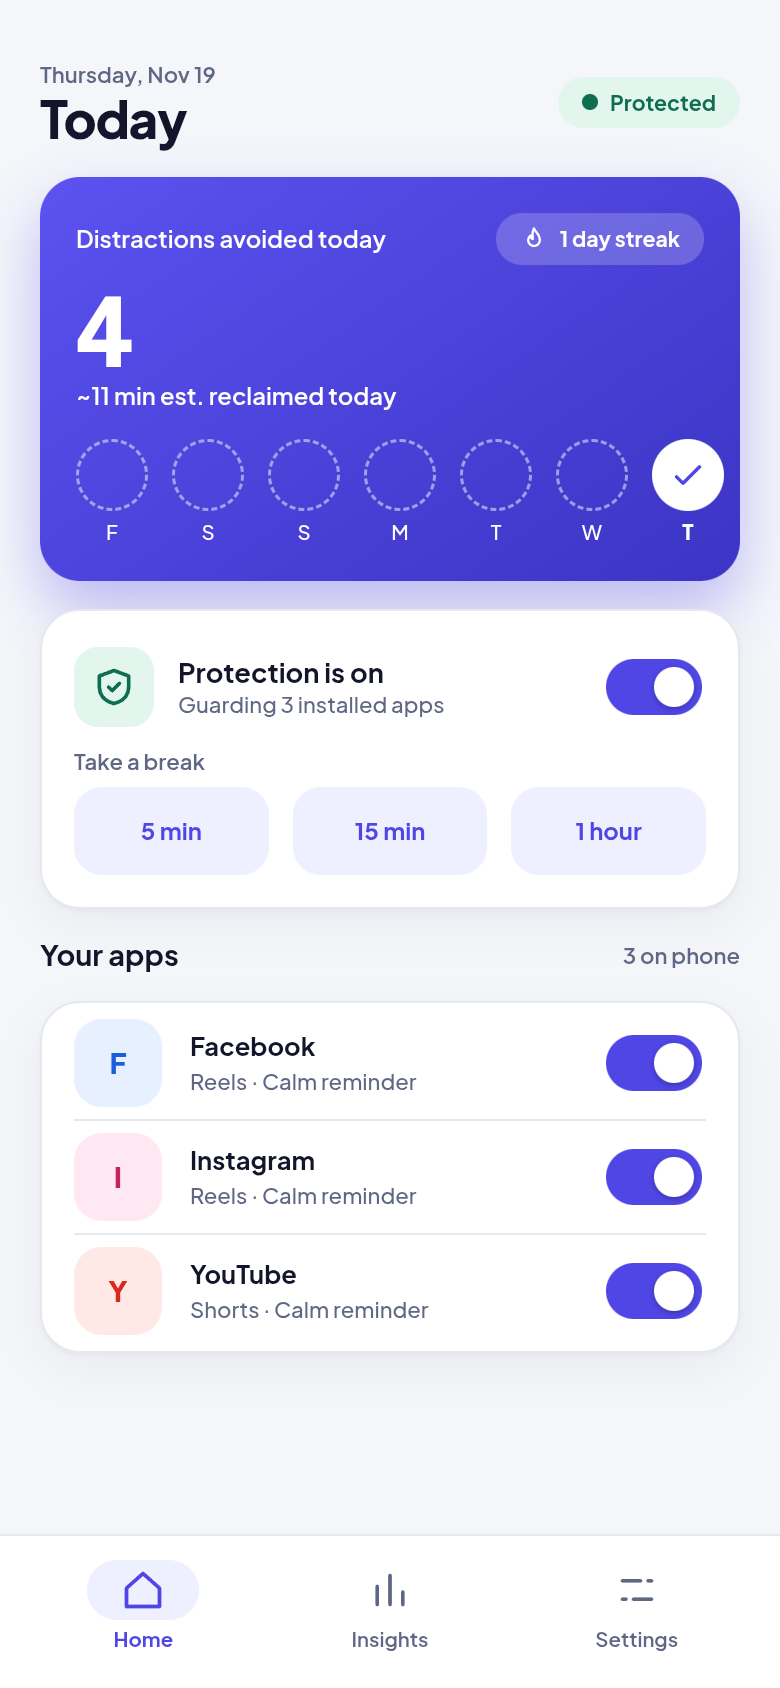 Thursday, Nov 19
Today
Protected
Distractions avoided today
1 day streak
4
~11 min est. reclaimed today
F S S M T W T
Protection is on
Guarding 3 installed apps
Take a break
5 min
15 min
1 hour
Your apps
3 on phone
F
Facebook
Reels · Calm reminder
I
Instagram
Reels · Calm reminder
Y
YouTube
Shorts · Calm reminder
Home
Insights
Settings